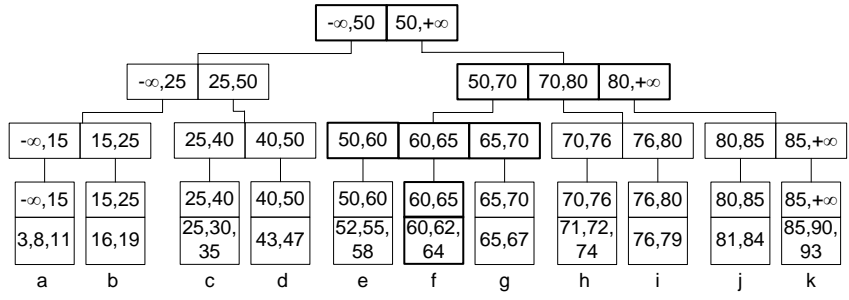 -∞,50 50,+∞
-∞,25 25,50 50,70 70,80 80,+∞
-∞,15 15,25 25,40 40,50 50,60 60,65 65,70 70,76 76,80 80,85 85,+∞
-∞,15 15,25 25,40 40,50 50,60 60,65 65,70 70,76 76,80 80,85 85,+∞
3,8,11 16,19 25,30, 43,47 52,55, 60,62, 65,67 71,72, 76,79 81,84 85,90,
35 58 64 74 93
a b c d e f g h i j k